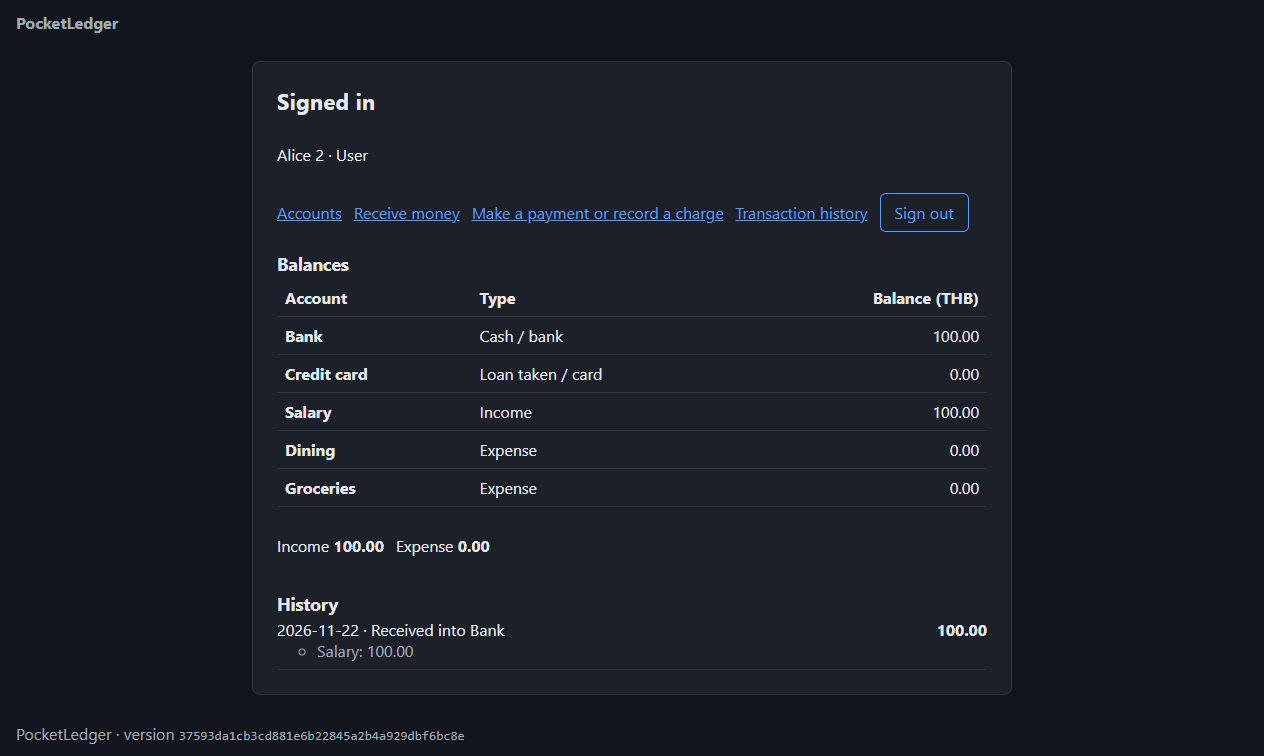 PocketLedger
Signed in
Alice 2 · User
Accounts Receive money Make a payment or record a charge Transaction history Sign out
Balances
Account Type Balance (THB)
Bank Cash / bank 100.00
Credit card Loan taken / card 0.00
Salary Income 100.00
Dining Expense 0.00
Groceries Expense 0.00
Income 100.00 Expense 0.00
History
2026-11-22 · Received into Bank 100.00
Salary: 100.00
PocketLedger · version 37593da1cb3cd881e6b22845a2b4a929dbf6bc8e